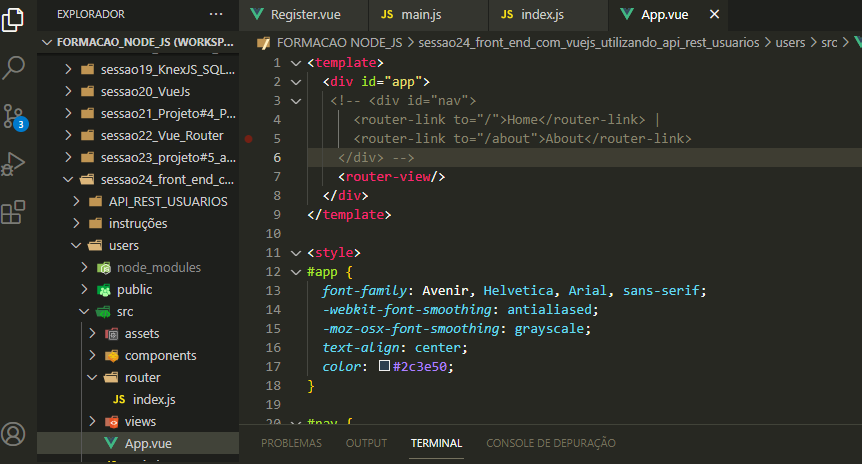 EXPLORADOR
FORMACAO_NODE_JS (WORKSP...
sessao19_KnexJS_SQL...
sessao20_VueJs
sessao21_Projeto#4_P...
sessao22_Vue_Router
sessao23_projeto#5_a...
sessao24_front_end_c...
API_REST_USUARIOS
instruções
users
node_modules
public
src
assets
components
router
JS index.js
views
App.vue
3
Register.vue
JS main.js
JS index.js
App.vue
FORMACAO NODE_JS > sessao24_front_end_com_vuejs_utilizando_api_rest_usuarios > users > src >
1 <template>
2 <div id="app">
3 <!-- <div id="nav">
4 <router-link to="/">Home</router-link> |
5 <router-link to="/about">About</router-link>
6 </div> -->
7 <router-view/>
8 </div>
9 </template>
10
11 <style>
12 #app {
13 font-family: Avenir, Helvetica, Arial, sans-serif;
14 -webkit-font-smoothing: antialiased;
15 -moz-osx-font-smoothing: grayscale;
16 text-align: center;
17 color: #2c3e50;
18 }
19
20 #nav {
PROBLEMAS OUTPUT TERMINAL CONSOLE DE DEPURAÇÃO